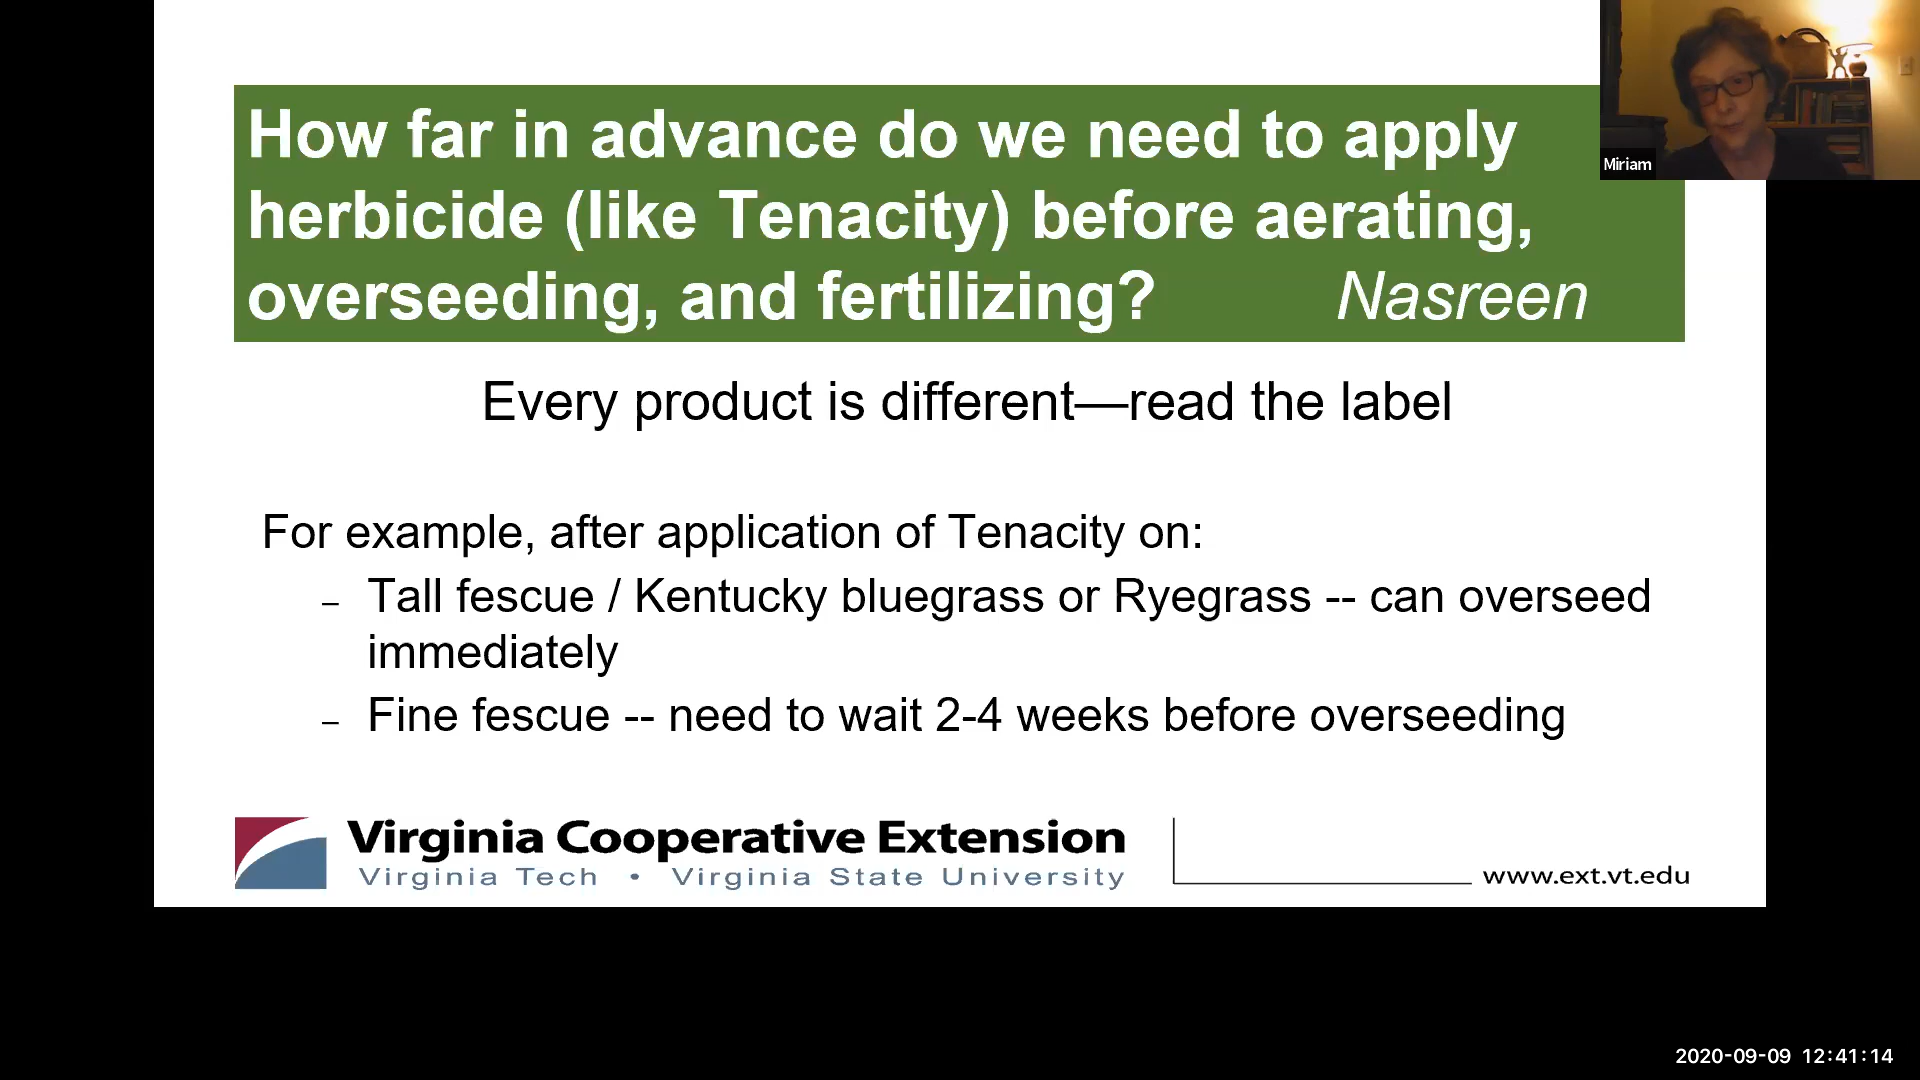 How far in advance do we need to apply
herbicide (like Tenacity) before aerating,
overseeding, and fertilizing? Nasreen
Miriam
Every product is different—read the label
For example, after application of Tenacity on:
– Tall fescue / Kentucky bluegrass or Ryegrass -- can overseed
immediately
– Fine fescue -- need to wait 2-4 weeks before overseeding
Virginia Cooperative Extension
Virginia Tech • Virginia State University
www.ext.vt.edu
2020-09-09 12:41:14